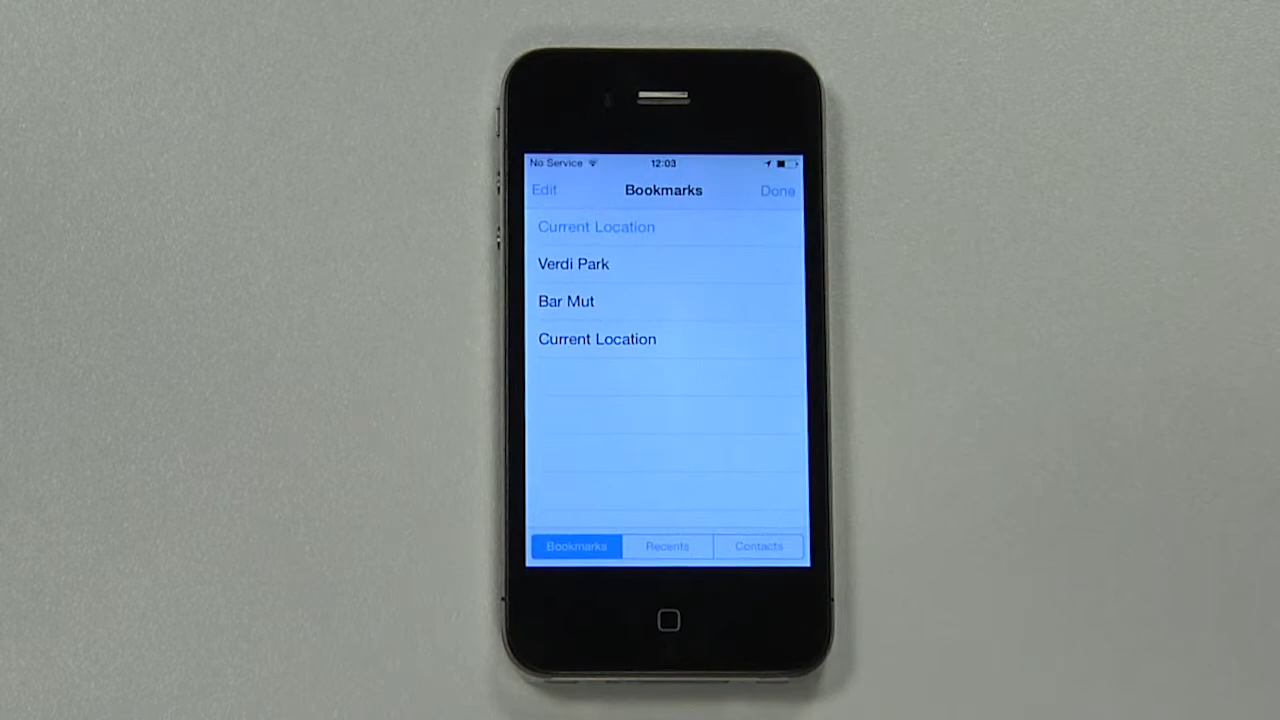 No Service 12:03
Edit Bookmarks Done
Current Location
Verdi Park
Bar Mut
Current Location
Bookmarks Recents Contacts